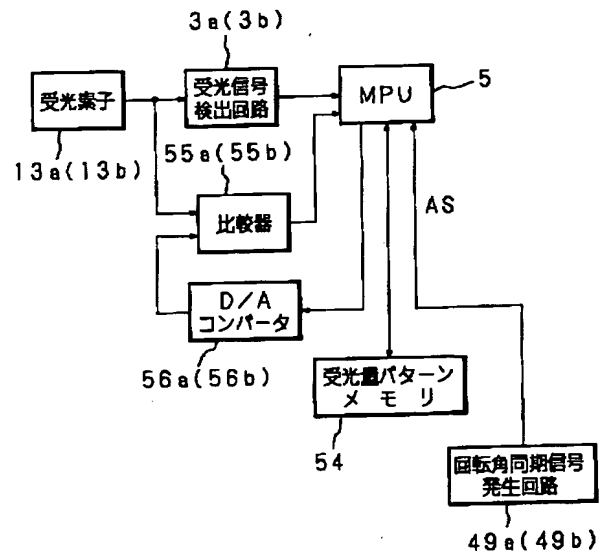 3a(3b)
受光素子
受光信号
検出回路
MPU
5
13a(13b)
55a(55b)
比較器
AS
D/A
コンバータ
56a(56b)
受光量パターン
メモリ
54
回転角同期信号
発生回路
49a(49b)